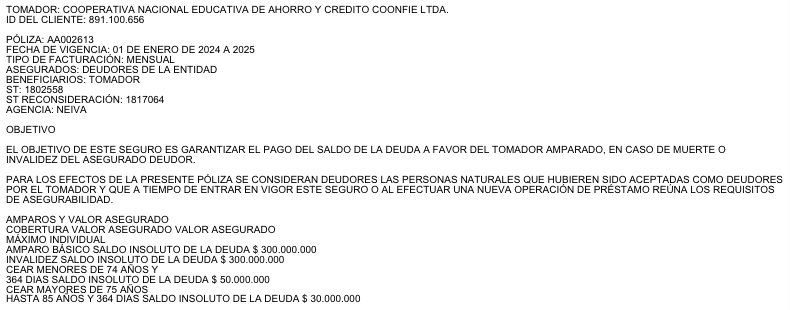 TOMADOR: COOPERATIVA NACIONAL EDUCATIVA DE AHORRO Y CREDITO COONFIE LTDA.
ID DEL CLIENTE: 891.100.656
PÓLIZA: AA002613
FECHA DE VIGENCIA: 01 DE ENERO DE 2024 A 2025
TIPO DE FACTURACIÓN: MENSUAL
ASEGURADOS: DEUDORES DE LA ENTIDAD
BENEFICIARIOS: TOMADOR
ST: 1802558
ST RECONSIDERACIÓN: 1817064
AGENCIA: NEIVA
OBJETIVO
EL OBJETIVO DE ESTE SEGURO ES GARANTIZAR EL PAGO DEL SALDO DE LA DEUDA A FAVOR DEL TOMADOR AMPARADO, EN CASO DE MUERTE O
INVALIDEZ DEL ASEGURADO DEUDOR.
PARA LOS EFECTOS DE LA PRESENTE PÓLIZA SE CONSIDERAN DEUDORES LAS PERSONAS NATURALES QUE HUBIEREN SIDO ACEPTADAS COMO DEUDORES
POR EL TOMADOR Y QUE A TIEMPO DE ENTRAR EN VIGOR ESTE SEGURO O AL EFECTUAR UNA NUEVA OPERACIÓN DE PRÉSTAMO REÚNA LOS REQUISITOS
DE ASEGURABILIDAD.
AMPAROS Y VALOR ASEGURADO
COBERTURA VALOR ASEGURADO VALOR ASEGURADO
MÁXIMO INDIVIDUAL
AMPARO BÁSICO SALDO INSOLUTO DE LA DEUDA $ 300.000.000
INVALIDEZ SALDO INSOLUTO DE LA DEUDA $ 300.000.000
CEAR MENORES DE 74 AÑOS Y
364 DIAS SALDO INSOLUTO DE LA DEUDA $ 50.000.000
CEAR MAYORES DE 75 AÑOS
HASTA 85 AÑOS Y 364 DIAS SALDO INSOLUTO DE LA DEUDA $ 30.000.000